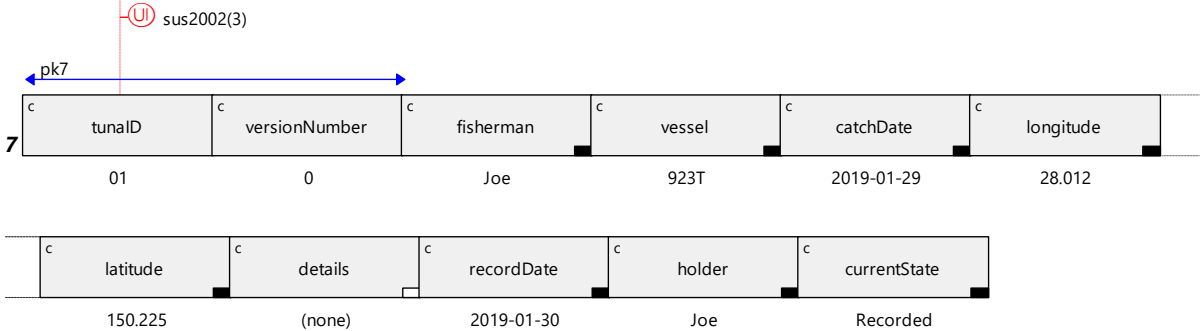 UI sus2002(3)
pk7
c c c c c c
7 tunaID versionNumber fisherman vessel catchDate longitude
01 0 Joe 923T 2019-01-29 28.012
c c c c c
latitude details recordDate holder currentState
150.225 (none) 2019-01-30 Joe Recorded